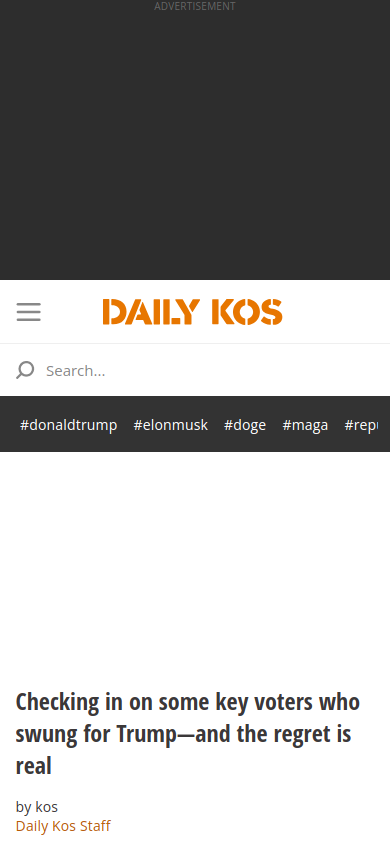 ADVERTISEMENT
DAILY KOS
Search...
#donaldtrump #elonmusk #doge #maga
Checking in on some key voters who
swung for Trump—and the regret is
real
by kos
Daily Kos Staff